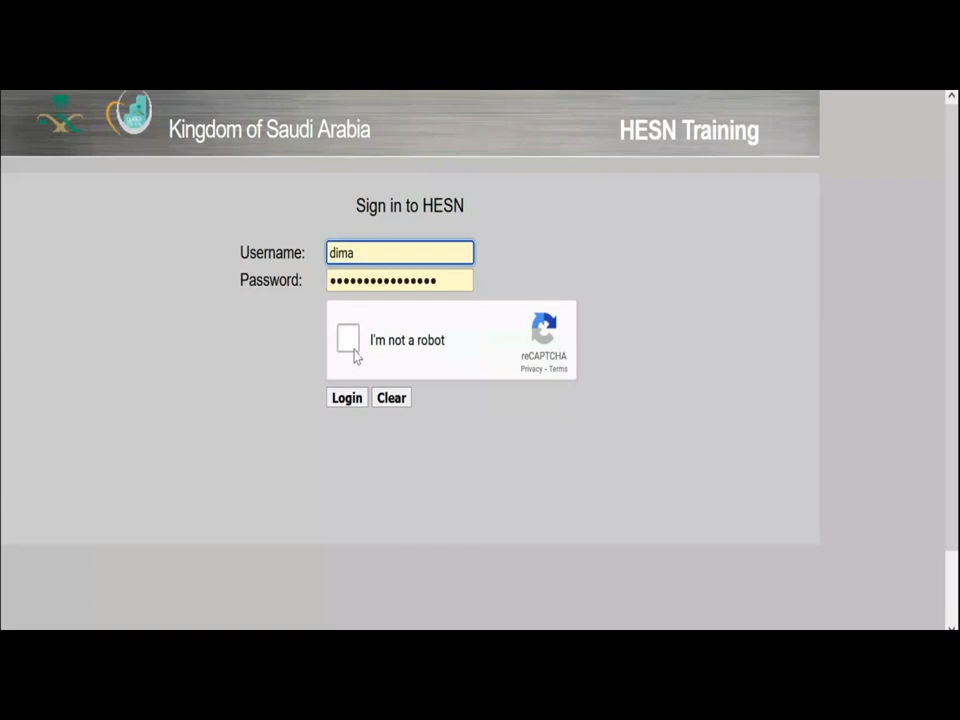 Kingdom of Saudi Arabia
HESN Training
Sign in to HESN
Username: dima
Password: ••••••••••••••••
I'm not a robot
reCAPTCHA
Privacy - Terms
Login Clear